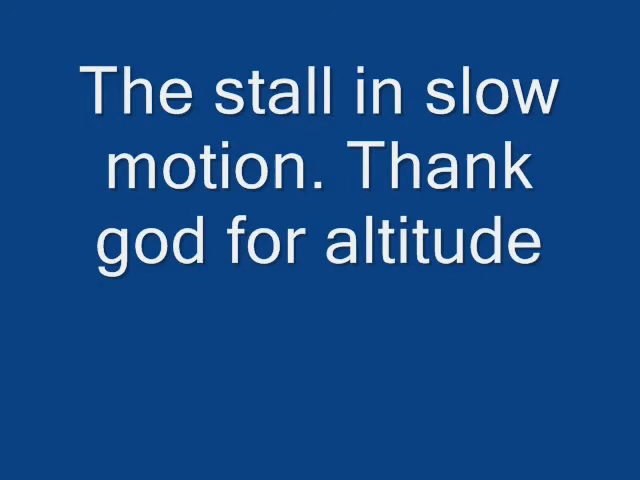 The stall in slow
motion. Thank
god for altitude